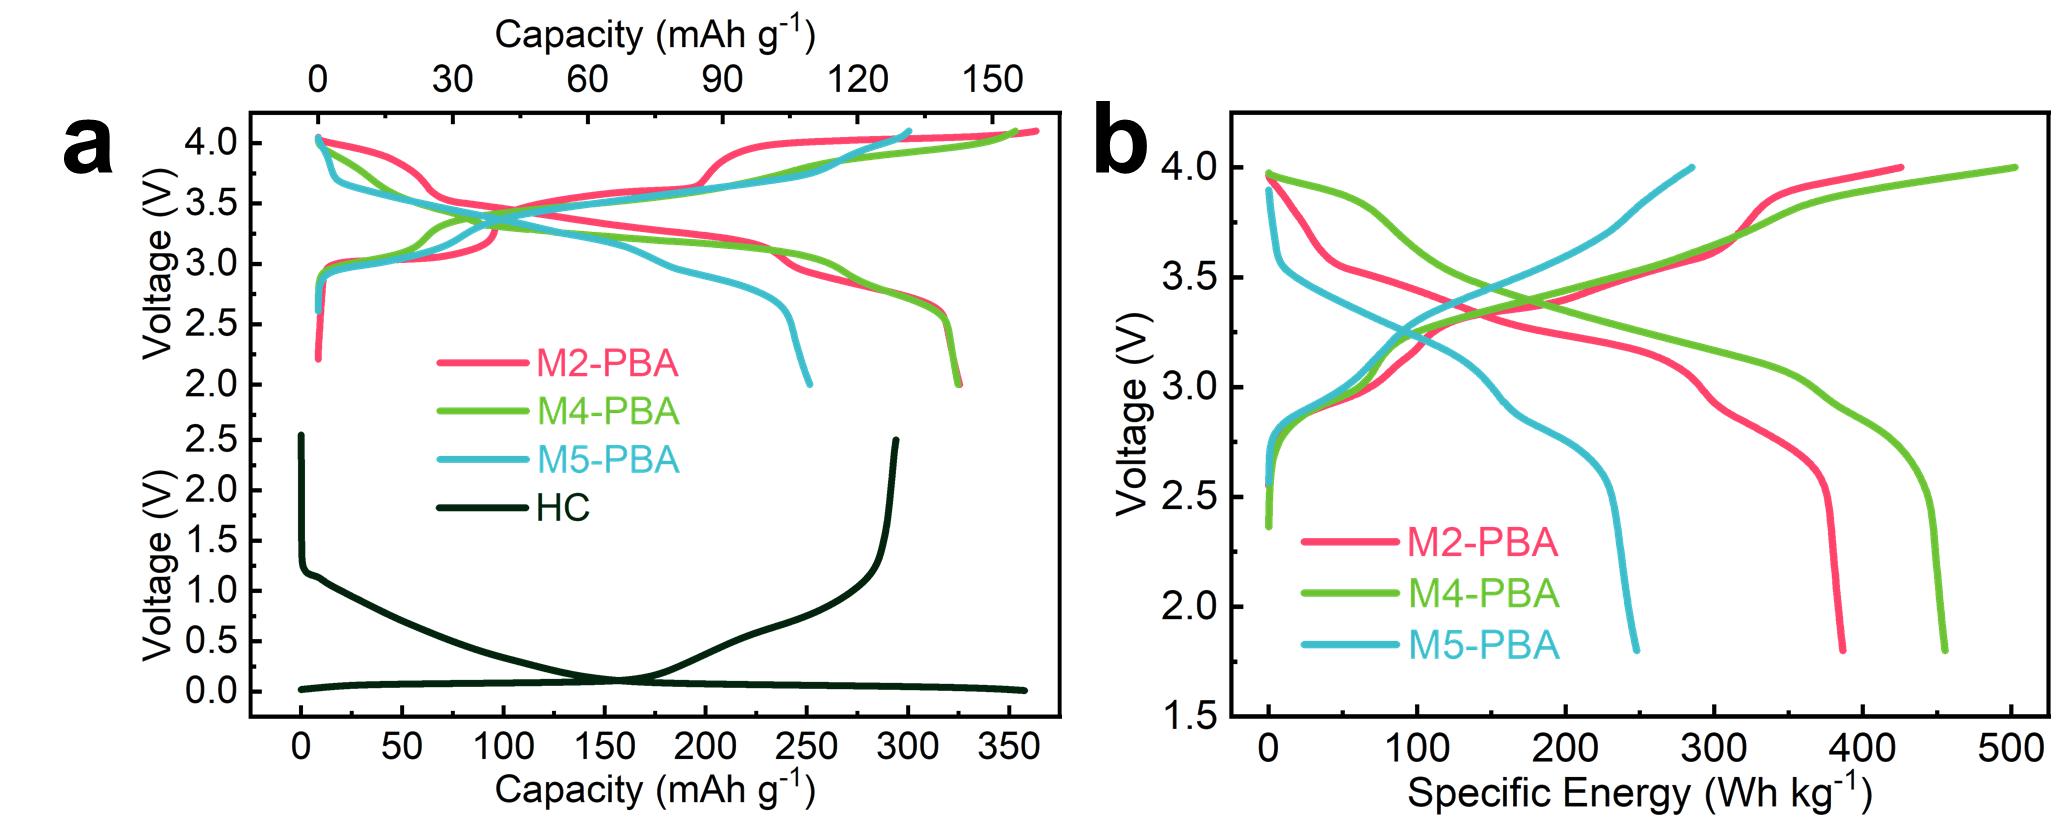 Capacity (mAh g-1)
0 30 60 90 120 150
a
b
4.0
3.5
3.0
2.5
2.0
Voltage (V)
M2-PBA
M4-PBA
M5-PBA
HC
2.5
2.0
1.5
1.0
0.5
0.0
Voltage (V)
0 50 100 150 200 250 300 350
Capacity (mAh g-1)
4.0
3.5
3.0
2.5
2.0
1.5
Voltage (V)
M2-PBA
M4-PBA
M5-PBA
0 100 200 300 400 500
Specific Energy (Wh kg-1)